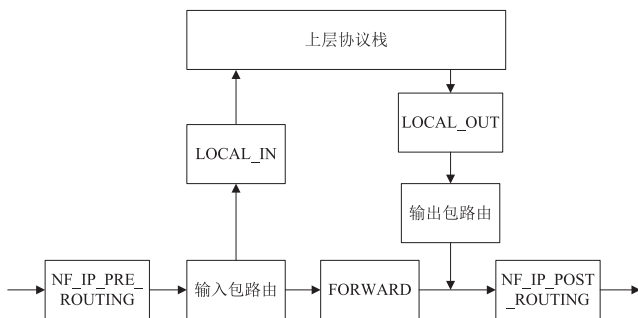 上层协议栈
LOCAL_OUT
LOCAL_IN
输出包路由
NF_IP_PRE_
ROUTING
输入包路由
FORWARD
NF_IP_POST
_ROUTING